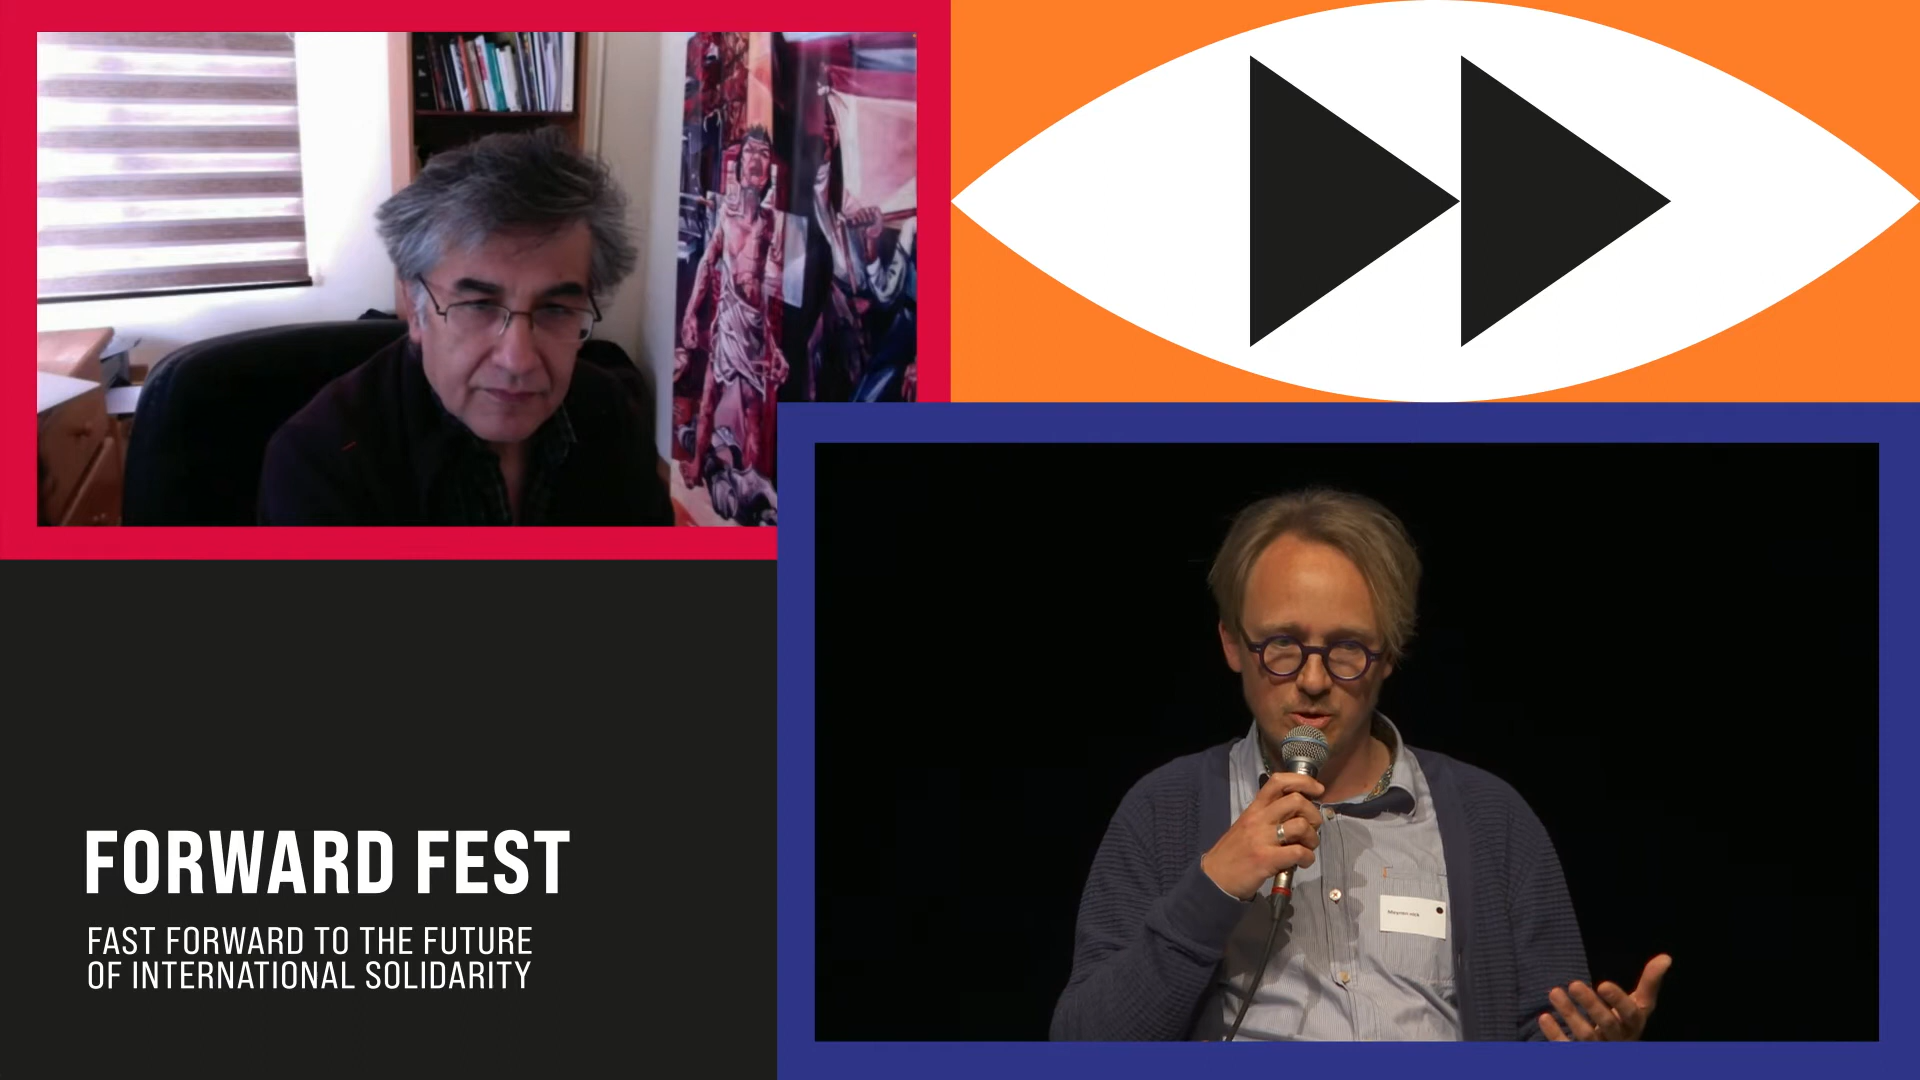 FORWARD FEST
FAST FORWARD TO THE FUTURE
OF INTERNATIONAL SOLIDARITY